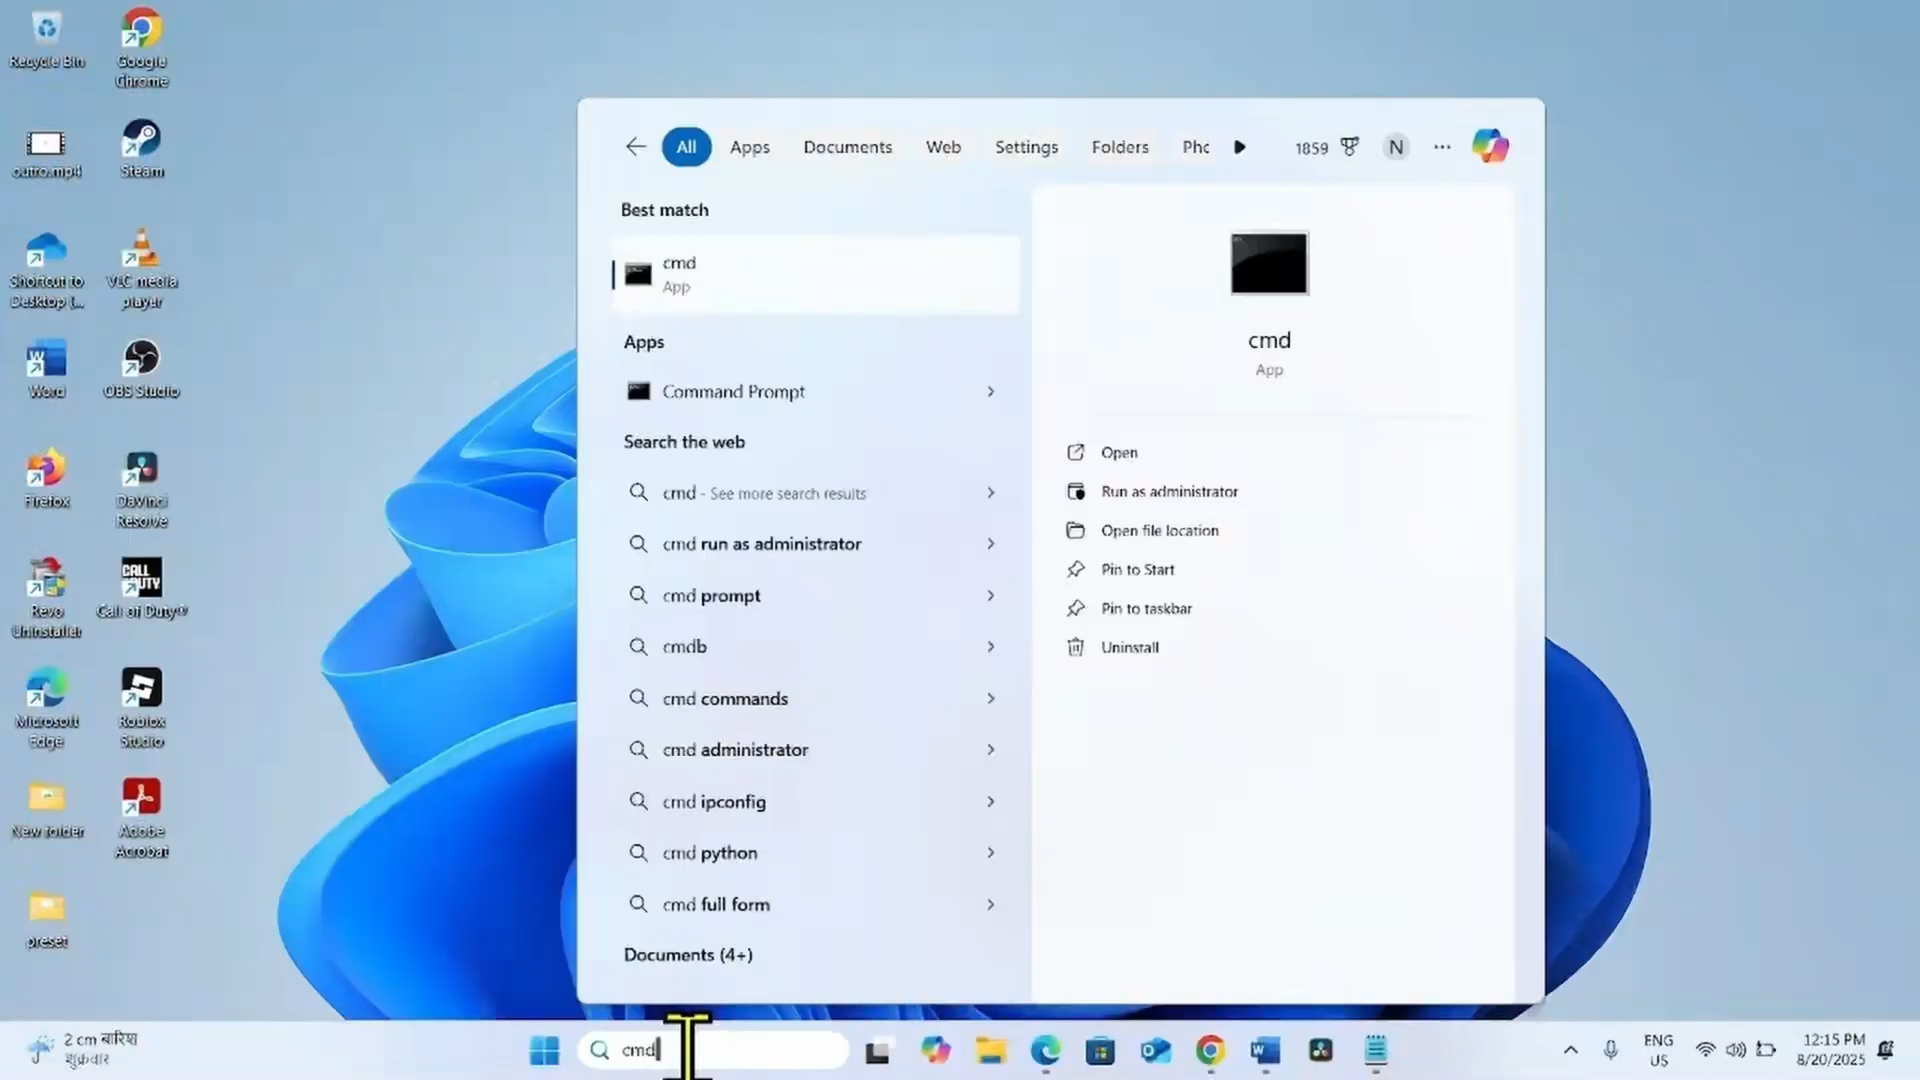 Recycle Bin
Google
Chrome
outro.mp4
Steam
Shortcut to
Desktop (...
VLC media
player
Word
OBS Studio
Firefox
DaVinci
Resolve
Revo
Uninstaller
CALL
DUTY
Call of Duty®
Microsoft
Edge
Roblox
Studio
New folder
Adobe
Acrobat
preset
All
Apps
Documents
Web
Settings
Folders
Phc
1859
N
...
Best match
cmd
App
Apps
Command Prompt
Search the web
cmd - See more search results
cmd run as administrator
cmd prompt
cmdb
cmd commands
cmd administrator
cmd ipconfig
cmd python
cmd full form
Documents (4+)
cmd
App
Open
Run as administrator
Open file location
Pin to Start
Pin to taskbar
Uninstall
2 cm बारिश
शुक्रवार
cmd
ENG
US
12:15 PM
8/20/2025